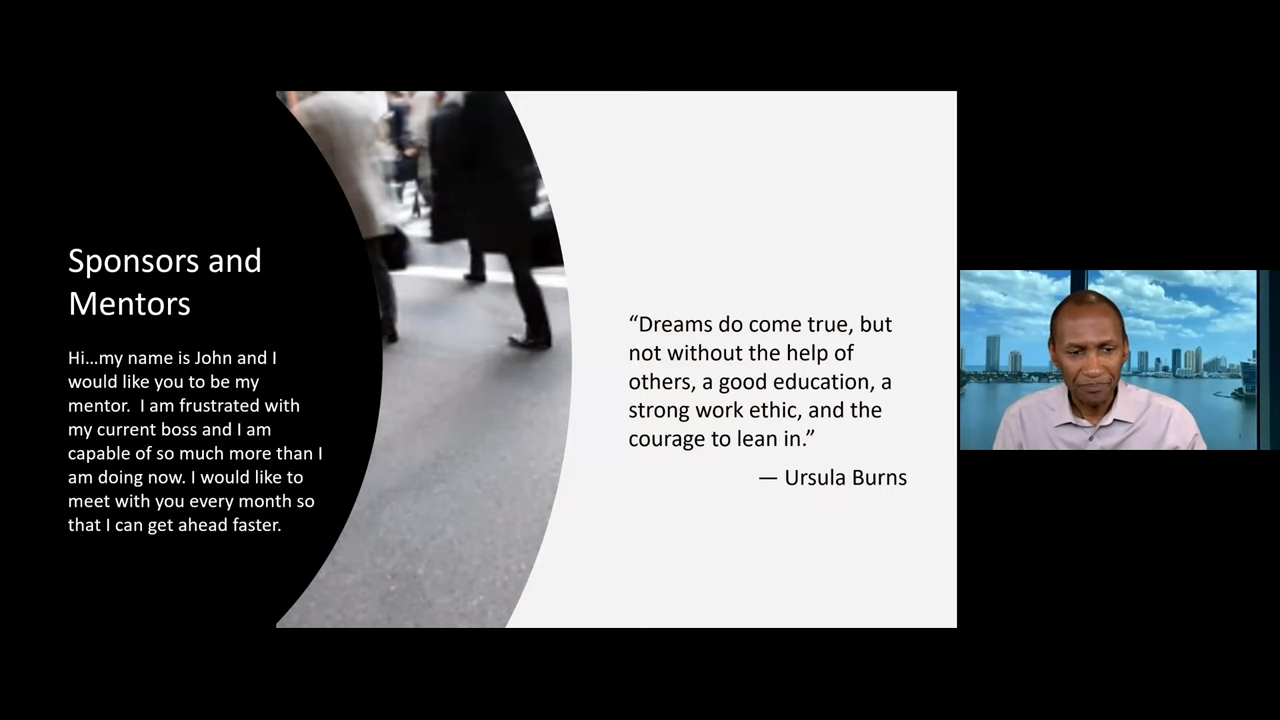 Sponsors and
Mentors
Hi...my name is John and I
would like you to be my
mentor.  I am frustrated with
my current boss and I am
capable of so much more than I
am doing now. I would like to
meet with you every month so
that I can get ahead faster.
“Dreams do come true, but
not without the help of
others, a good education, a
strong work ethic, and the
courage to lean in.”
— Ursula Burns